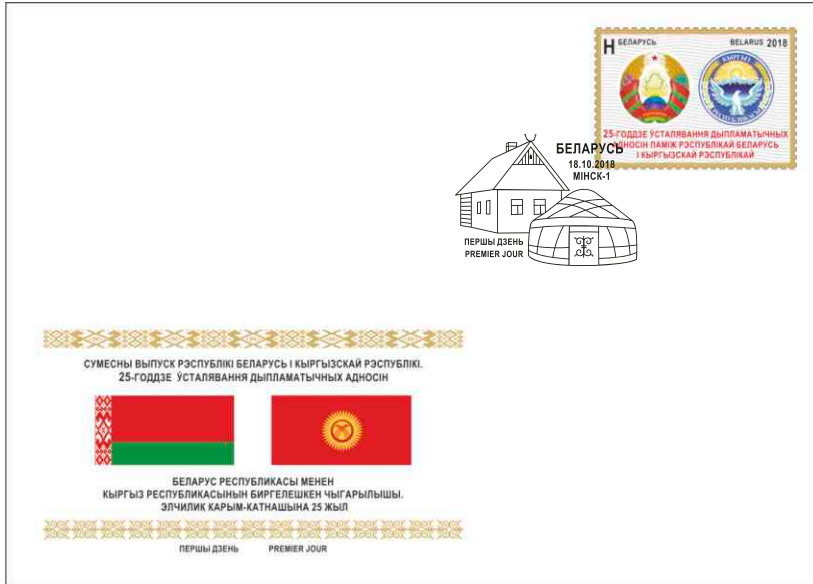 Н БЕЛАРУСЬ BELARUS 2018
КЫРГЫЗ
РЕСПУБЛИКАСЫ
25-ГОДДЗЕ ЎСТАЛЯВАННЯ ДЫПЛАМАТЫЧНЫХ
АДНОСІН ПАМІЖ РЭСПУБЛІКАЙ БЕЛАРУСЬ
І КЫРГЫЗСКАЙ РЭСПУБЛІКАЙ
БЕЛАРУСЬ
18.10.2018
МІНСК-1
ПЕРШЫ ДЗЕНЬ
PREMIER JOUR
СУМЕСНЫ ВЫПУСК РЭСПУБЛІКІ БЕЛАРУСЬ І КЫРГЫЗСКАЙ РЭСПУБЛІКІ.
25-ГОДДЗЕ ЎСТАЛЯВАННЯ ДЫПЛАМАТЫЧНЫХ АДНОСІН
БЕЛАРУС РЕСПУБЛИКАСЫ МЕНЕН
КЫРГЫЗ РЕСПУБЛИКАСЫНЫН БИРГЕЛЕШКЕН ЧЫГАРЫЛЫШЫ.
ЭЛЧИЛИК КАРЫМ-КАТНАШЫНА 25 ЖЫЛ
ПЕРШЫ ДЗЕНЬ PREMIER JOUR